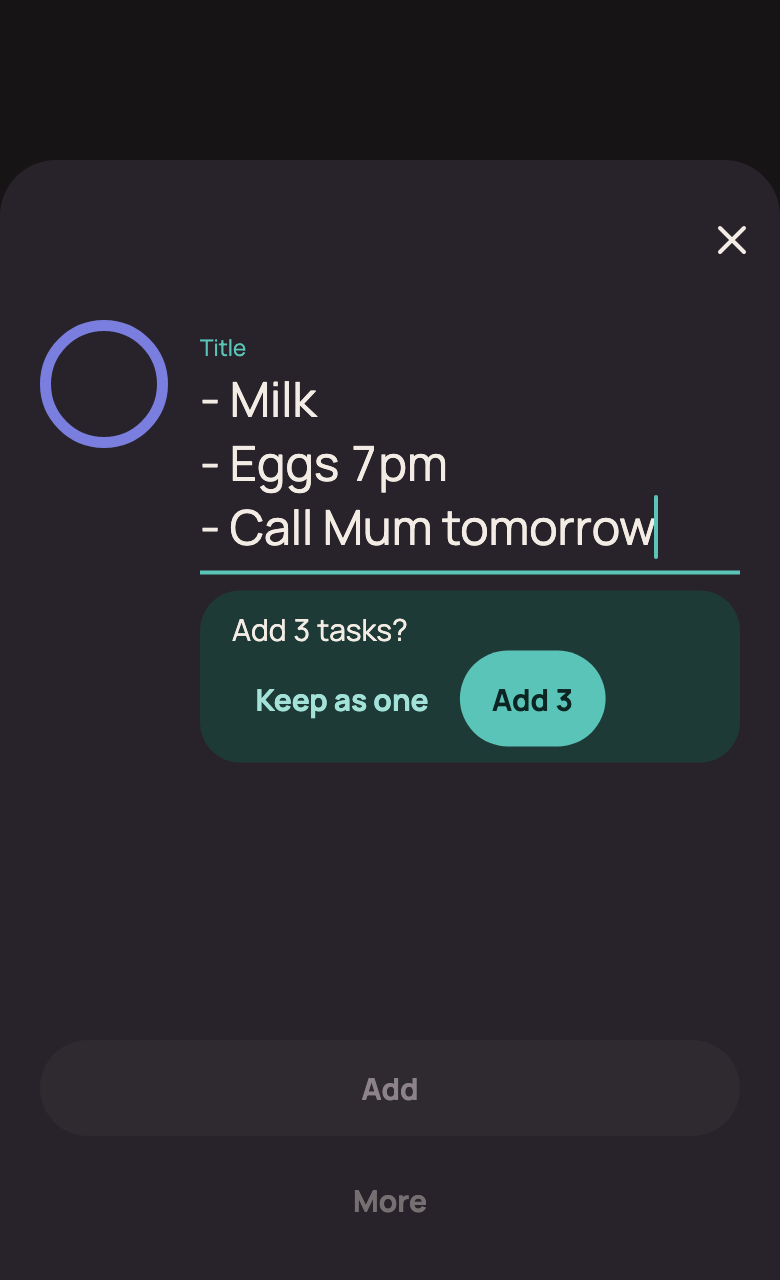 Title
- Milk
- Eggs 7pm
- Call Mum tomorrow
Add 3 tasks?
Keep as one
Add 3
Add
More